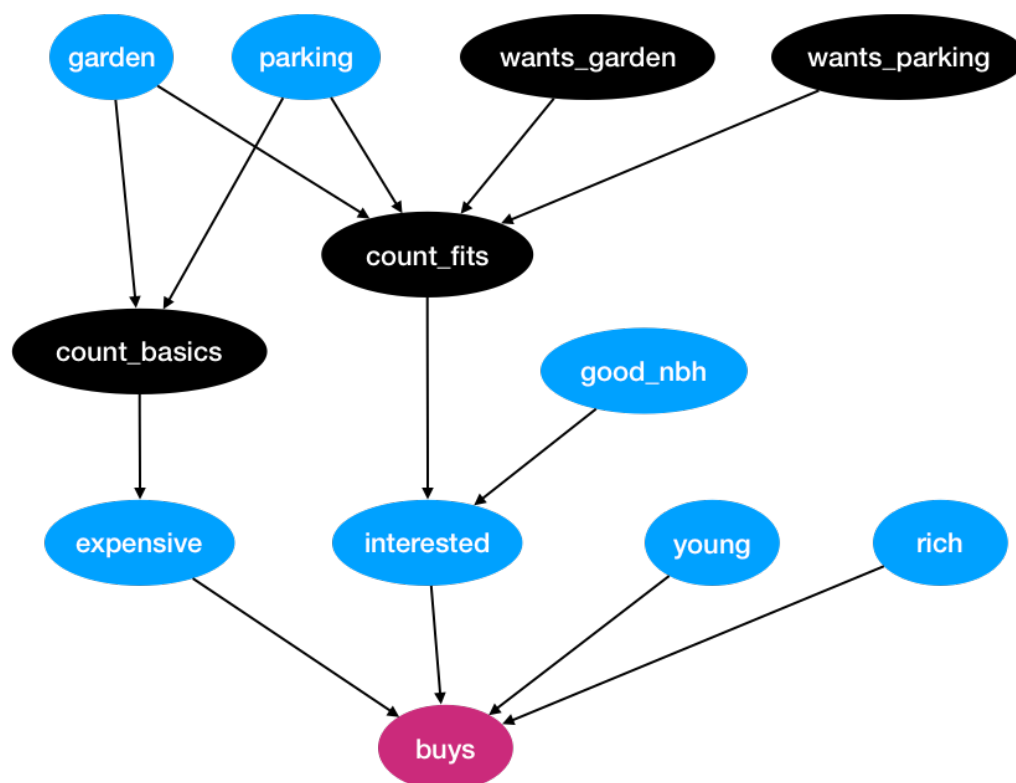 garden
parking
wants_garden
wants_parking
count_fits
count_basics
good_nbh
expensive
interested
young
rich
buys